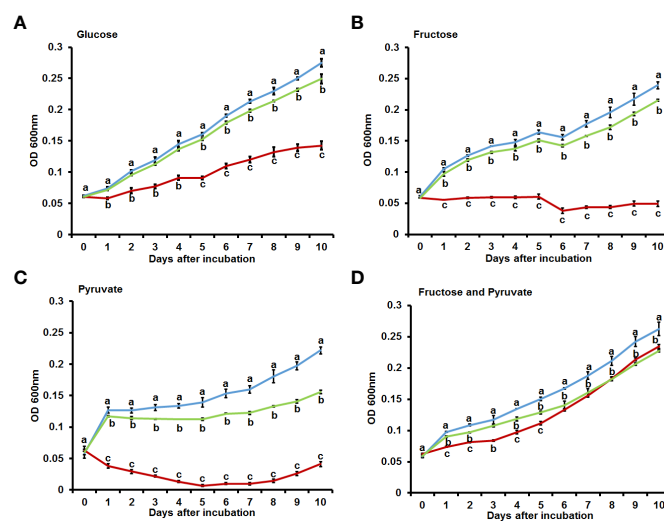 A
Glucose
OD 600nm
0.3
0.25
0.2
0.15
0.1
0.05
0
a a a a a a a a a a a
b b b b b b b b b b
c c c c c c
0 1 2 3 4 5 6 7 8 9 10
Days after incubation
B
Fructose
OD 600nm
0.3
0.25
0.2
0.15
0.1
0.05
0
a a a a a a a a a a a
b b b b b b b b b b
c c c c c c c c c c
0 1 2 3 4 5 6 7 8 9 10
Days after incubation
C
Pyruvate
OD 600nm
0.3
0.25
0.2
0.15
0.1
0.05
0
a a a a a a a a a a a
b b b b b b b b b b
c c c c c c c c c c
0 1 2 3 4 5 6 7 8 9 10
Days after incubation
D
Fructose and Pyruvate
OD 600nm
0.3
0.25
0.2
0.15
0.1
0.05
0
a a a a a a a a a a a
b b b b b b b b b b
c c b c c
0 1 2 3 4 5 6 7 8 9 10
Days after incubation